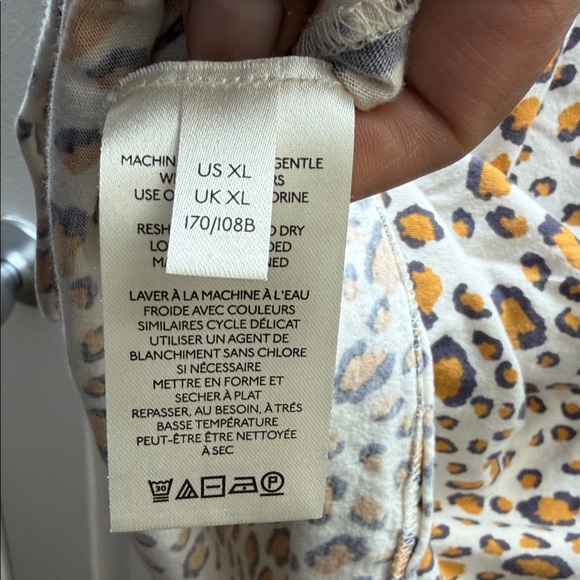 US XL
UK XL
170/108B
MACHIN GENTLE
W RS
USE O ORINE
RESH D DRY
LO DED
MA NED
LAVER À LA MACHINE À L'EAU
FROIDE AVEC COULEURS
SIMILAIRES CYCLE DÉLICAT
UTILISER UN AGENT DE
BLANCHIMENT SANS CHLORE
SI NÉCESSAIRE
METTRE EN FORME ET
SECHER À PLAT
REPASSER, AU BESOIN, À TRÉS
BASSE TEMPÉRATURE
PEUT-ÊTRE ÊTRE NETTOYÉE
À SEC
30 P